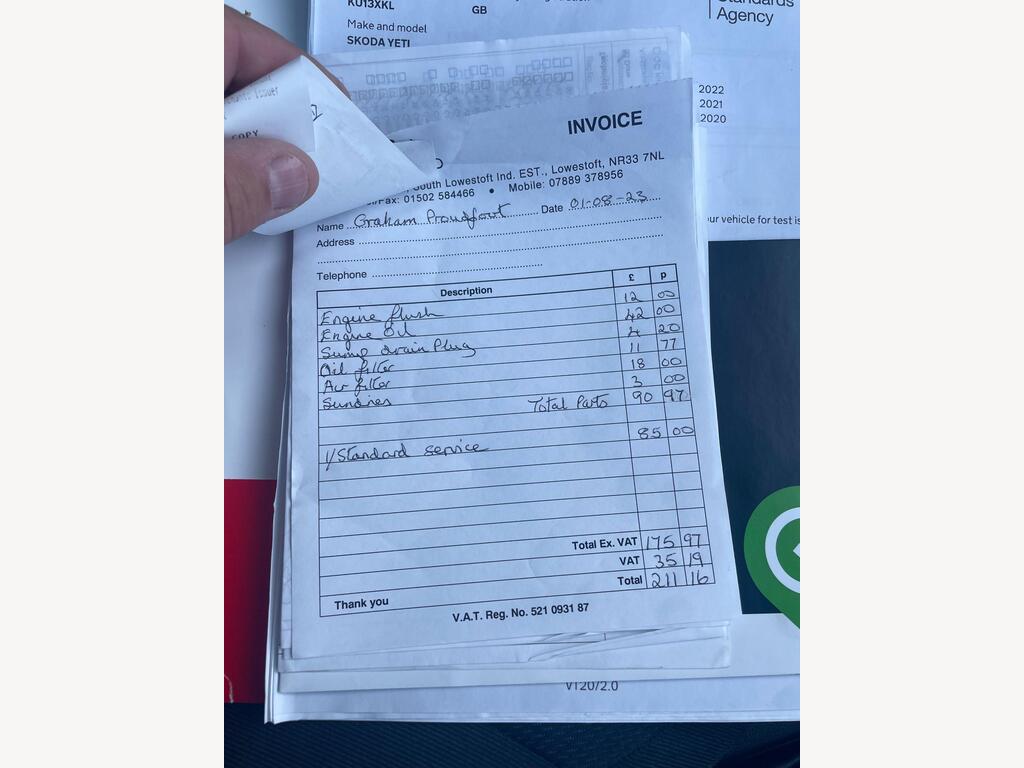 KU13XKL
GB
Make and model
SKODA YETI
Standards
Agency
2022
2021
2020
COPY
INVOICE
South Lowestoft Ind. EST., Lowestoft, NR33 7NL
Fax: 01502 584466 • Mobile: 07889 378956
Name Graham Proudfoot Date 01-08-23
Address
Telephone
Description £ p
Engine flush 12 00
Engine Oil 42 00
Sump drain Plug 4 20
Oil filter 11 77
Air filter 18 00
Sundries 3 00
Total Parts 90 97
1/Standard service 85 00
Total Ex. VAT 175 97
VAT 35 19
Total 211 16
Thank you
V.A.T. Reg. No. 521 0931 87
our vehicle for test is
VT20/2.0